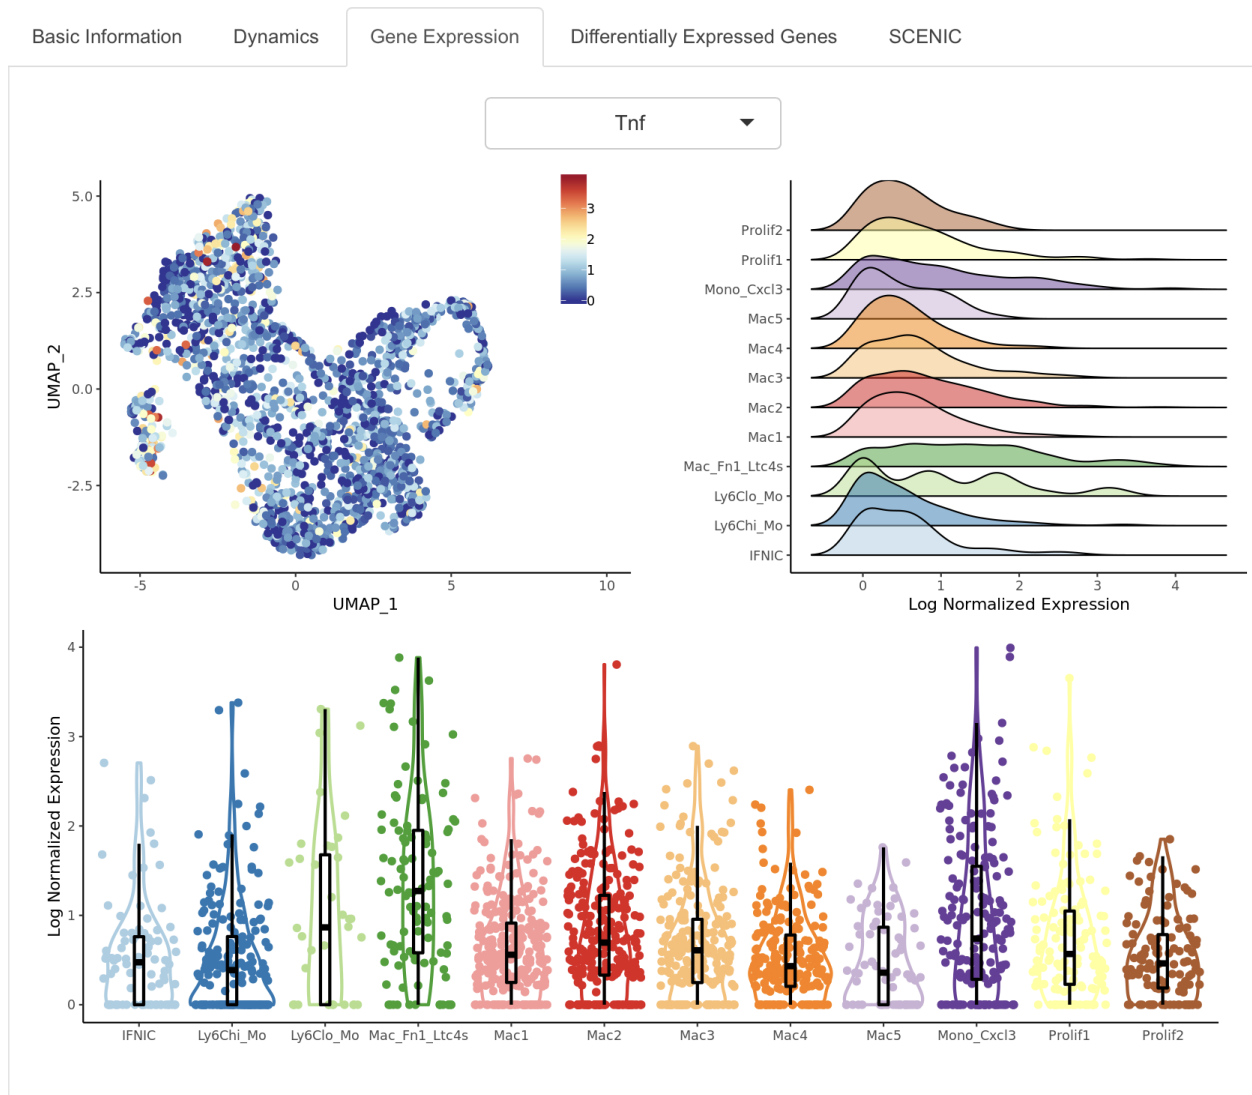 Basic Information Dynamics Gene Expression Differentially Expressed Genes SCENIC
Tnf
5.0
2.5
0.0
-2.5
UMAP_2
-5 0 5 10
UMAP_1
3
2
1
0
Prolif2
Prolif1
Mono_Cxcl3
Mac5
Mac4
Mac3
Mac2
Mac1
Mac_Fn1_Ltc4s
Ly6Clo_Mo
Ly6Chi_Mo
IFNIC
0 1 2 3 4
Log Normalized Expression
4
3
2
1
0
Log Normalized Expression
IFNIC Ly6Chi_Mo Ly6Clo_Mo Mac_Fn1_Ltc4s Mac1 Mac2 Mac3 Mac4 Mac5 Mono_Cxcl3 Prolif1 Prolif2